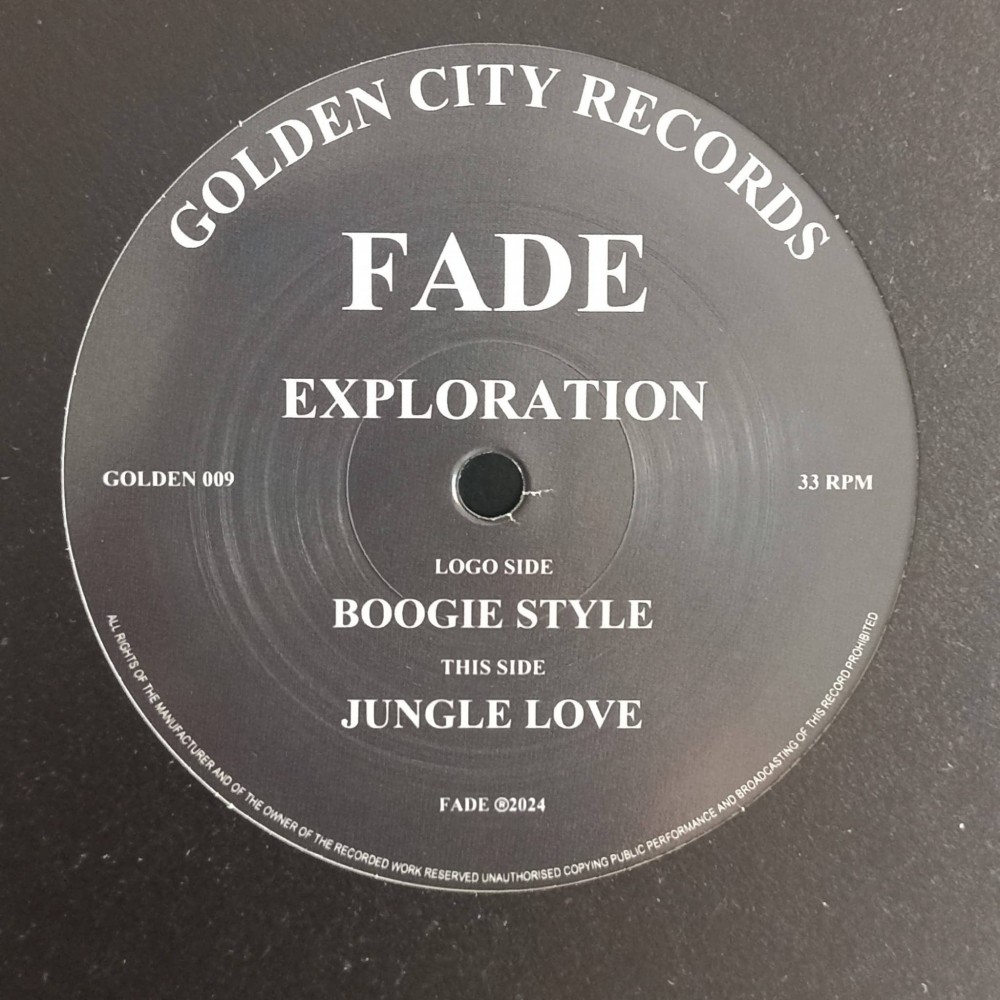 GOLDEN CITY RECORDS
FADE
EXPLORATION
GOLDEN 009
33 RPM
LOGO SIDE
BOOGIE STYLE
THIS SIDE
JUNGLE LOVE
FADE ®2024
ALL RIGHTS OF THE MANUFACTURER AND OF THE OWNER OF THE RECORDED WORK RESERVED UNAUTHORISED COPYING PUBLIC PERFORMANCE AND BROADCASTING OF THIS RECORD PROHIBITED